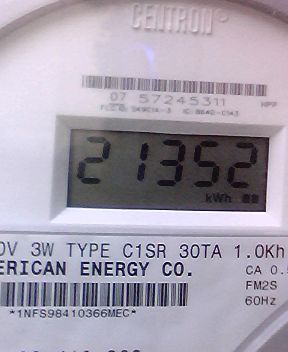 CENTRON®
07 57245311
21352
kWh
0V 3W TYPE C1SR 30TA 1.0Kh
ERICAN ENERGY CO.
CA 0.5
FM2S
60Hz
*1NFS98410366MEC*